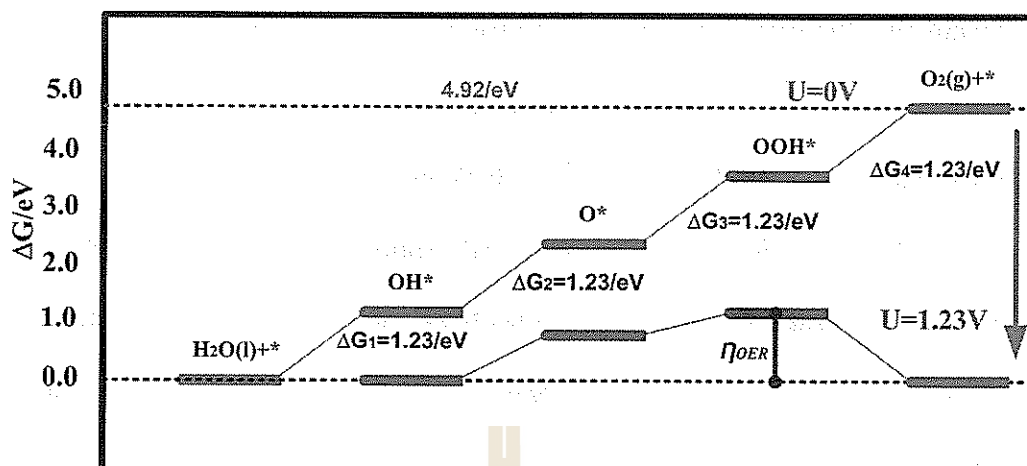 5.0
4.0
3.0
2.0
1.0
0.0
ΔG/eV
4.92/eV
U=0V
O₂(g)+*
OOH*
ΔG₄=1.23/eV
O*
ΔG₃=1.23/eV
OH*
ΔG₂=1.23/eV
U=1.23V
H₂O(l)+*
ΔG₁=1.23/eV
ηOER